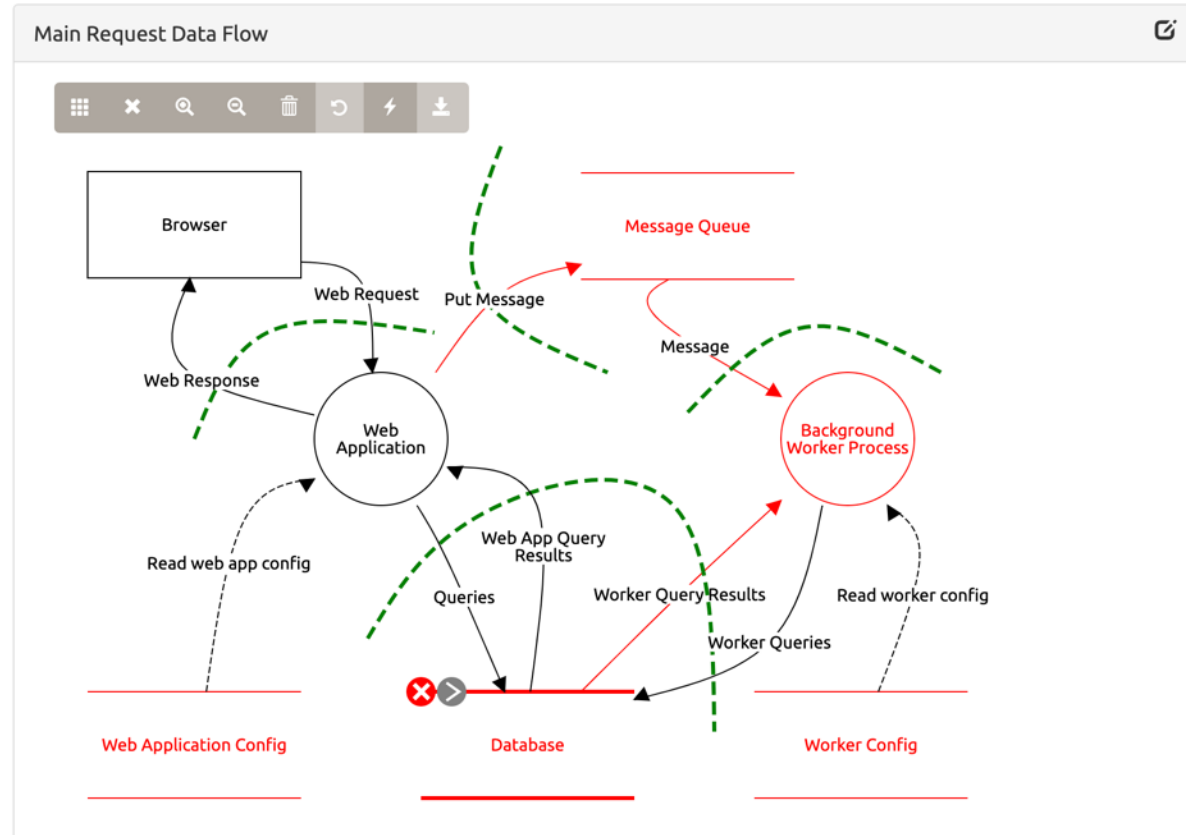 Main Request Data Flow
Browser
Message Queue
Web Request
Put Message
Message
Web Response
Web
Application
Background
Worker Process
Web App Query
Results
Read web app config
Queries
Worker Query Results
Read worker config
Worker Queries
Web Application Config
Database
Worker Config